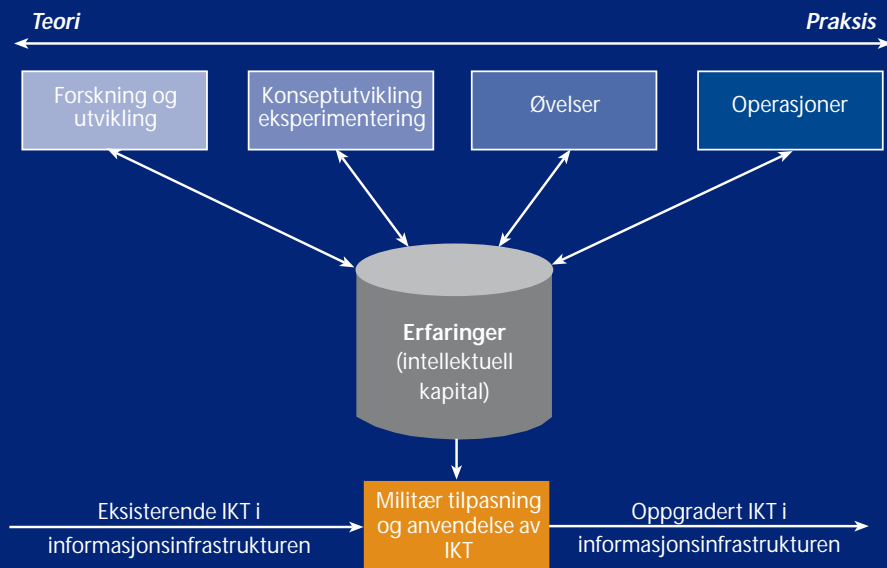 Teori
Praksis
Forskning og
utvikling
Konseptutvikling
eksperimentering
Øvelser
Operasjoner
Erfaringer
(intellektuell
kapital)
Eksisterende IKT i
informasjonsinfrastrukturen
Militær tilpasning
og anvendelse av
IKT
Oppgradert IKT i
informasjonsinfrastrukturen